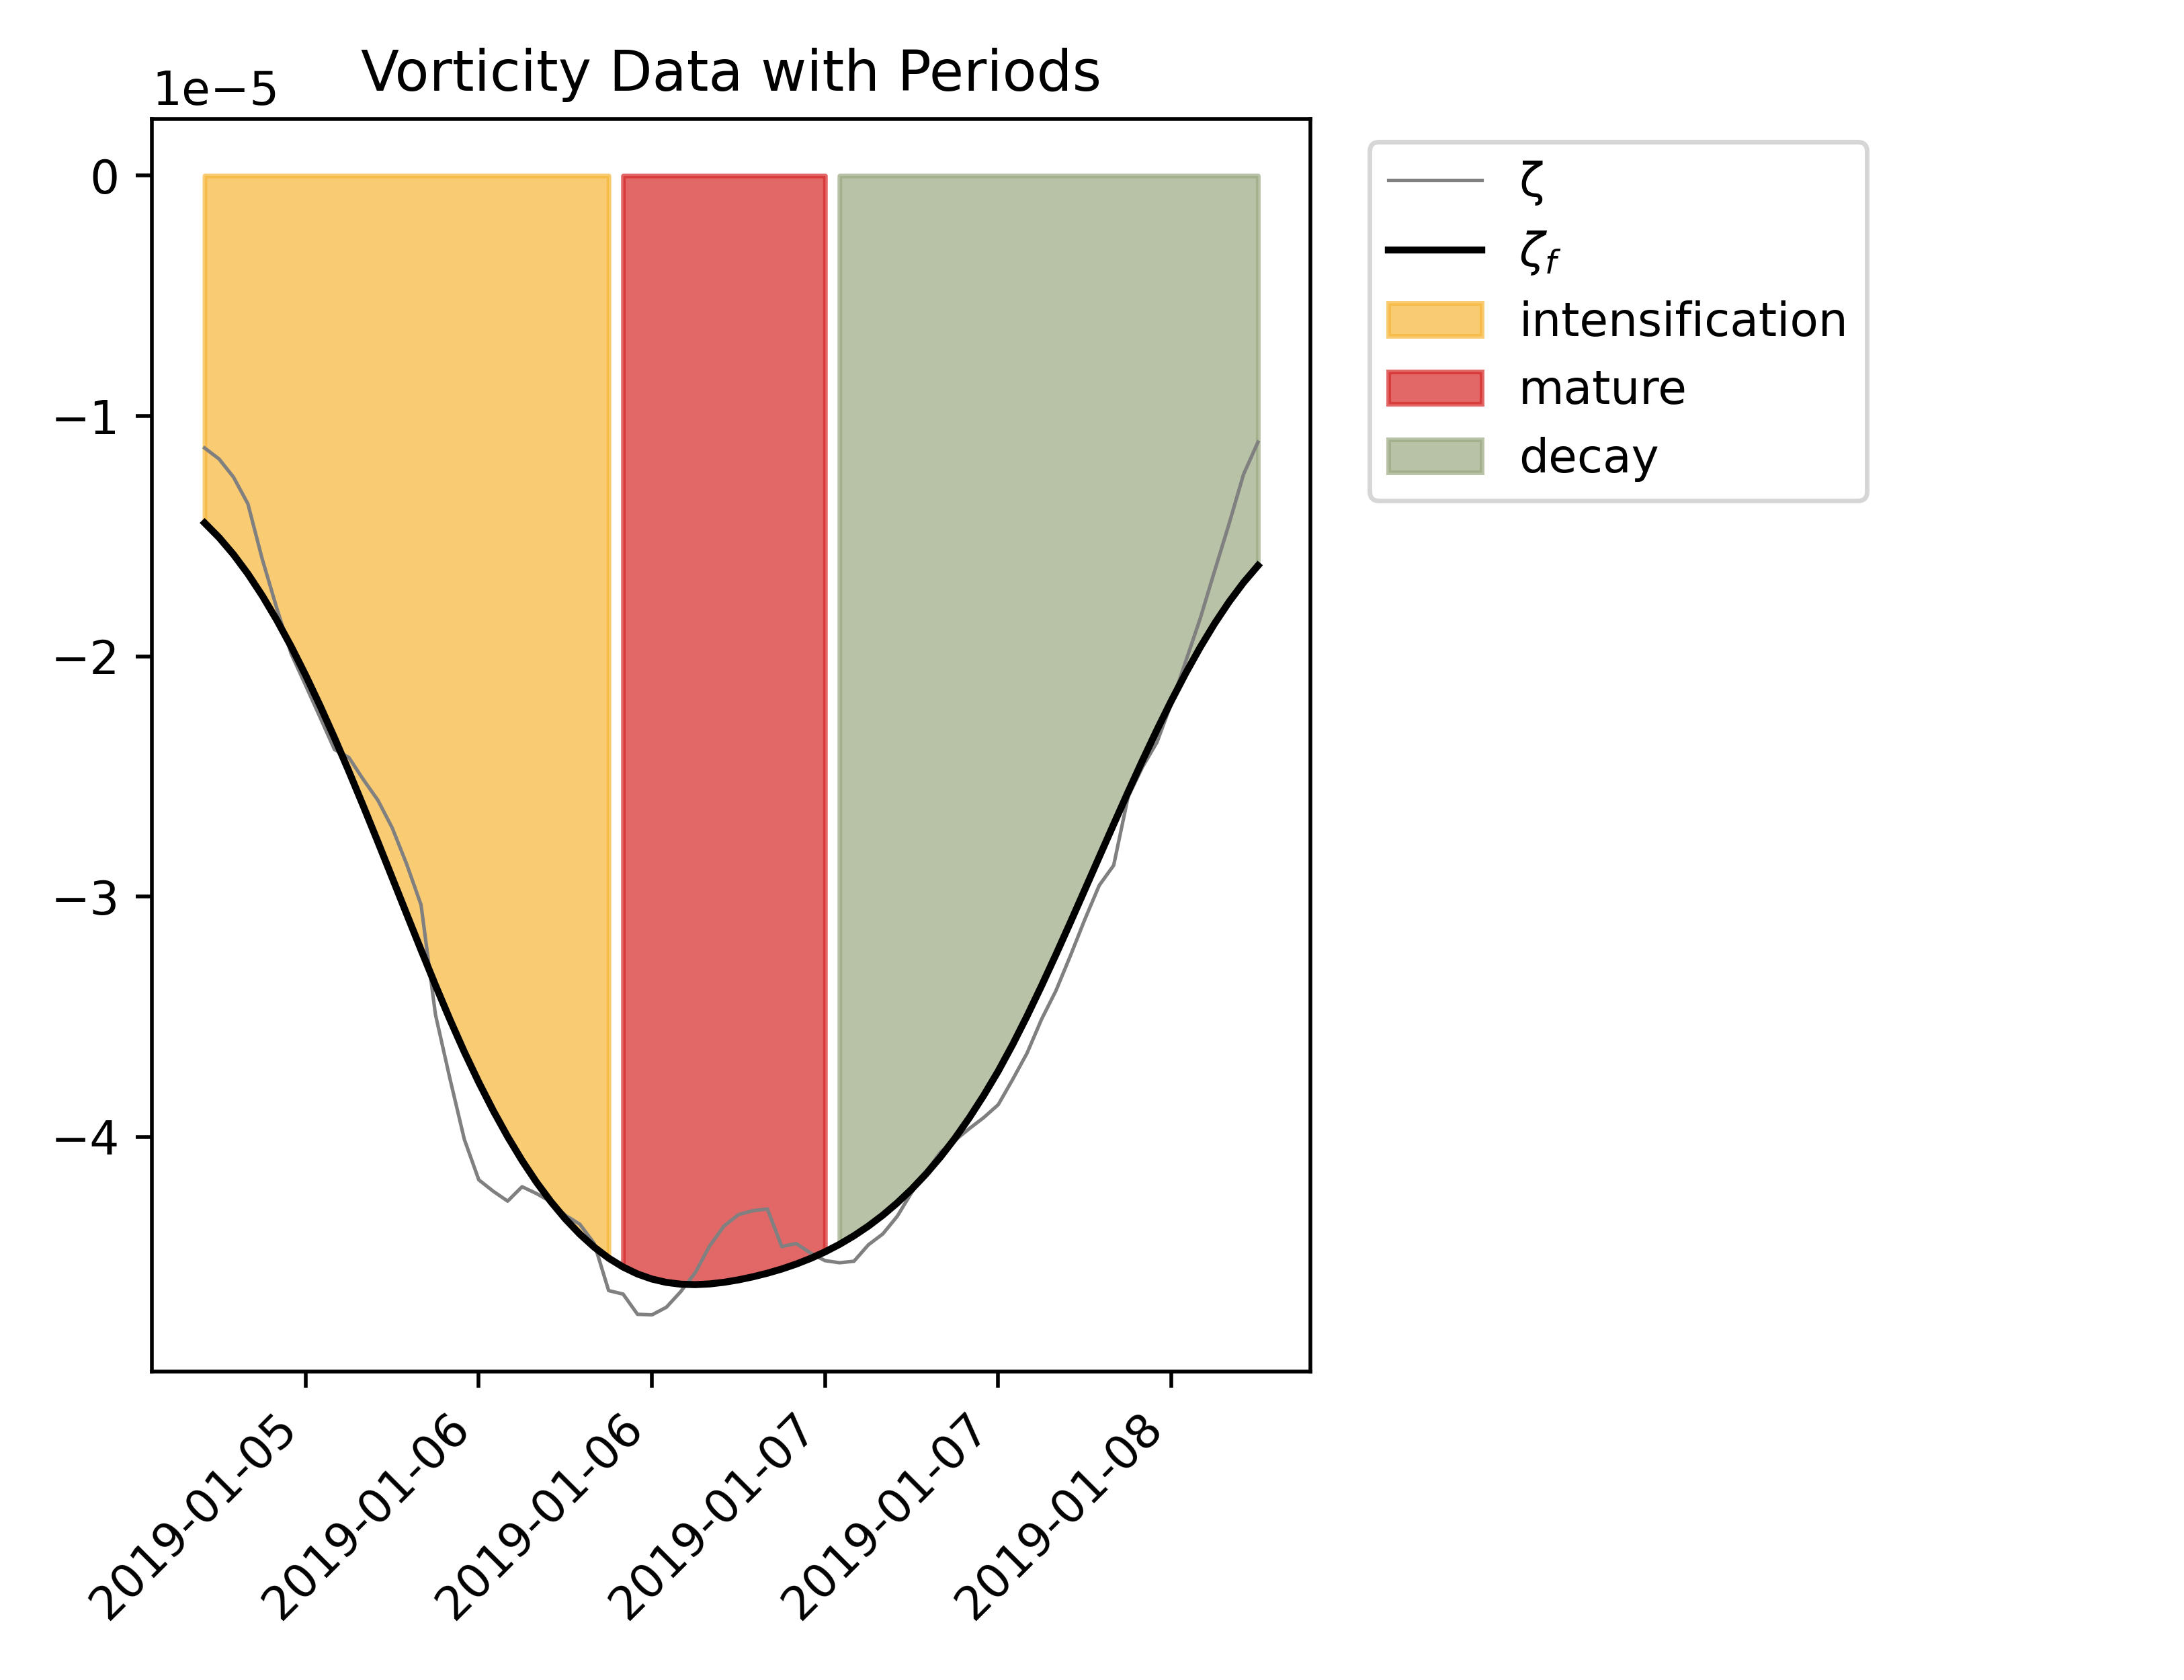 Vorticity Data with Periods
1e−5
0
−1
−2
−3
−4
2019-01-05
2019-01-06
2019-01-06
2019-01-07
2019-01-07
2019-01-08
ζ
ζf
intensification
mature
decay